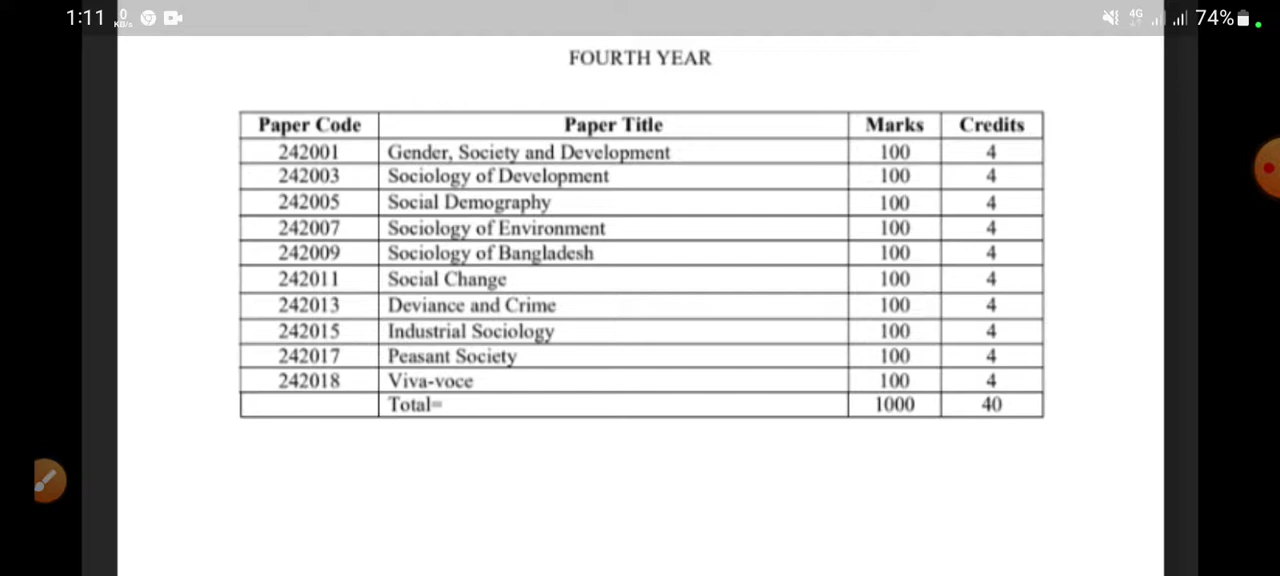 1:11 0 KB/s 4G 74%
FOURTH YEAR
Paper Code Paper Title Marks Credits
242001 Gender, Society and Development 100 4
242003 Sociology of Development 100 4
242005 Social Demography 100 4
242007 Sociology of Environment 100 4
242009 Sociology of Bangladesh 100 4
242011 Social Change 100 4
242013 Deviance and Crime 100 4
242015 Industrial Sociology 100 4
242017 Peasant Society 100 4
242018 Viva-voce 100 4
Total= 1000 40